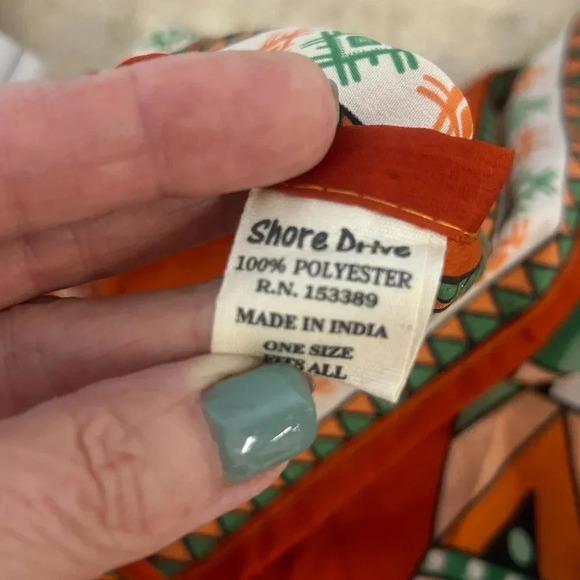 Shore Drive
100% POLYESTER
R.N. 153389
MADE IN INDIA
ONE SIZE
FITS ALL